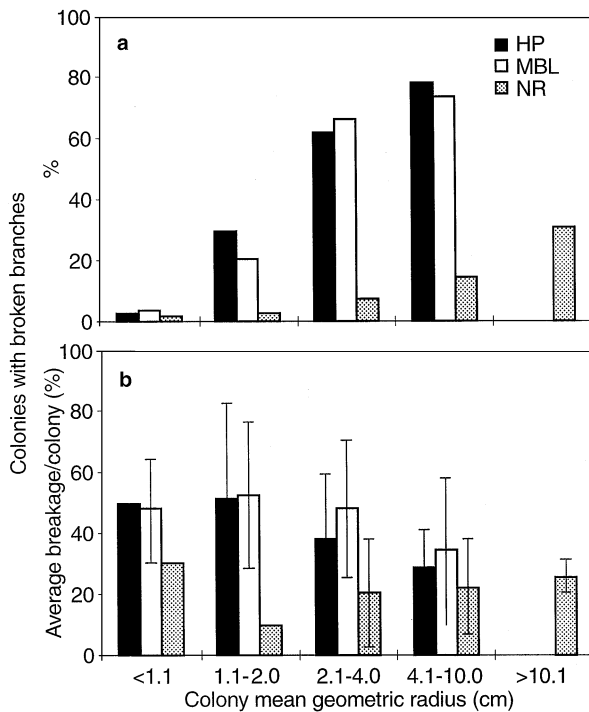 100
a
HP
MBL
NR
80
60
%
40
20
0
Colonies with broken branches
100
b
80
60
40
20
0
Average breakage/colony (%)
<1.1 1.1-2.0 2.1-4.0 4.1-10.0 >10.1
Colony mean geometric radius (cm)